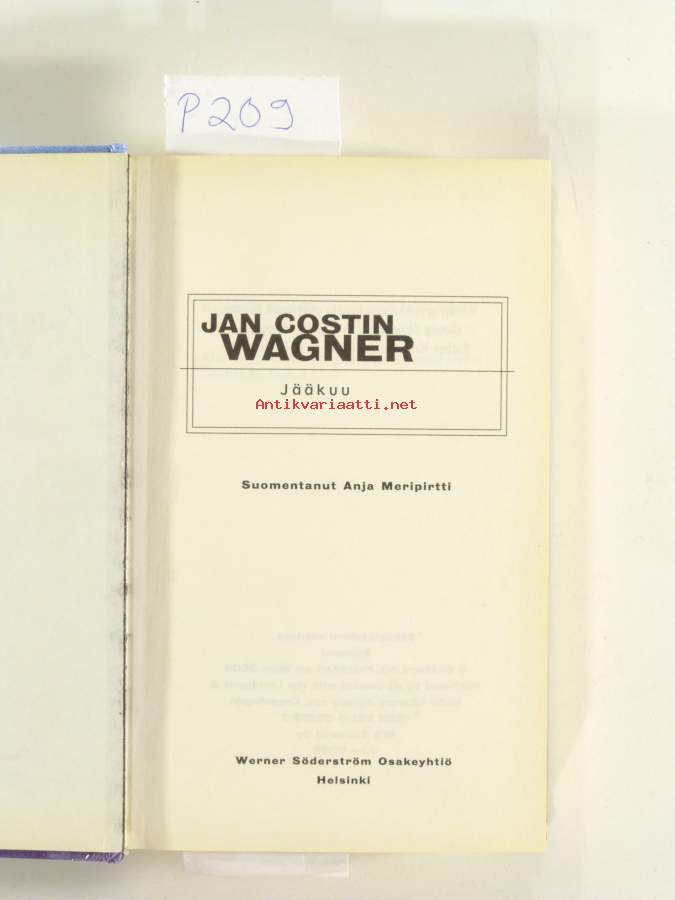 P209
JAN COSTIN
WAGNER
Jääkuu
Antikvariaatti.net
Suomentanut Anja Meripirtti
Werner Söderström Osakeyhtiö
Helsinki